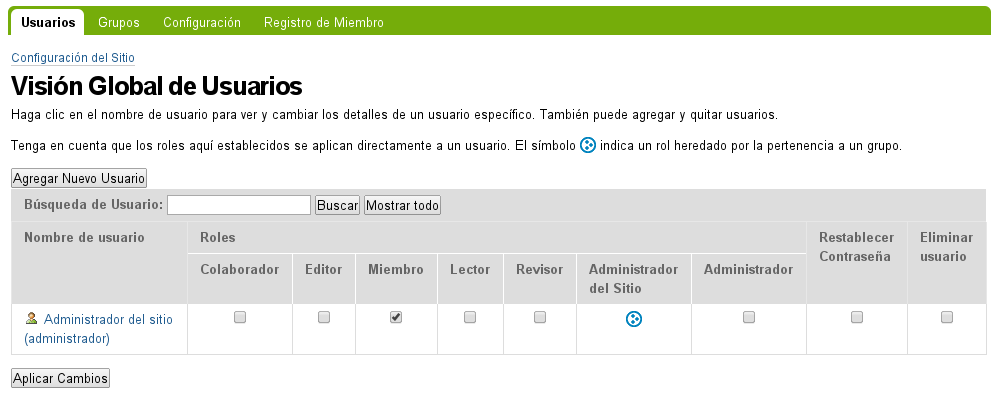 Usuarios Grupos Configuración Registro de Miembro
Configuración del Sitio
Visión Global de Usuarios
Haga clic en el nombre de usuario para ver y cambiar los detalles de un usuario específico. También puede agregar y quitar usuarios.
Tenga en cuenta que los roles aquí establecidos se aplican directamente a un usuario. El símbolo indica un rol heredado por la pertenencia a un grupo.
Agregar Nuevo Usuario
Búsqueda de Usuario: Buscar Mostrar todo
Nombre de usuario Roles Restablecer Contraseña Eliminar usuario
Colaborador Editor Miembro Lector Revisor Administrador del Sitio Administrador
Administrador del sitio
(administrador)
Aplicar Cambios